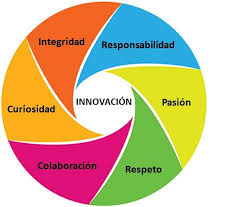 Integridad
Responsabilidad
Curiosidad
INNOVACIÓN
Pasión
Colaboración
Respeto